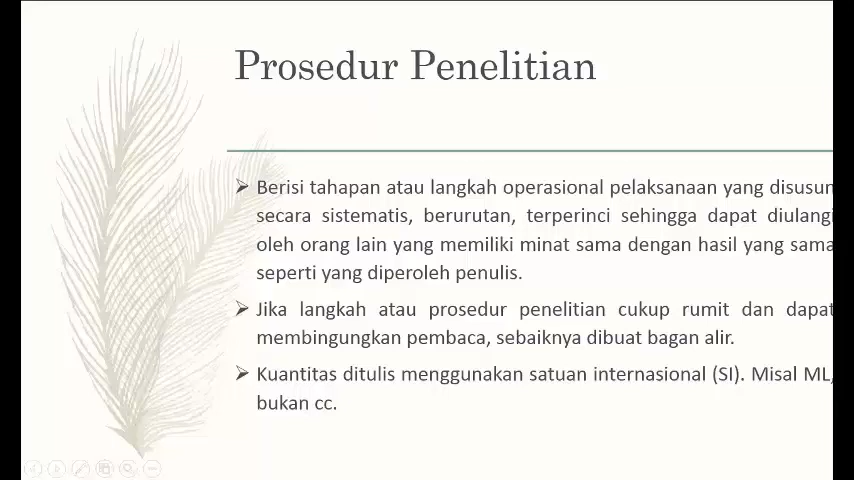 Prosedur Penelitian
➢ Berisi tahapan atau langkah operasional pelaksanaan yang disusun
secara sistematis, berurutan, terperinci sehingga dapat diulangi
oleh orang lain yang memiliki minat sama dengan hasil yang sama
seperti yang diperoleh penulis.
➢ Jika langkah atau prosedur penelitian cukup rumit dan dapat
membingungkan pembaca, sebaiknya dibuat bagan alir.
➢ Kuantitas ditulis menggunakan satuan internasional (SI). Misal ML,
bukan cc.